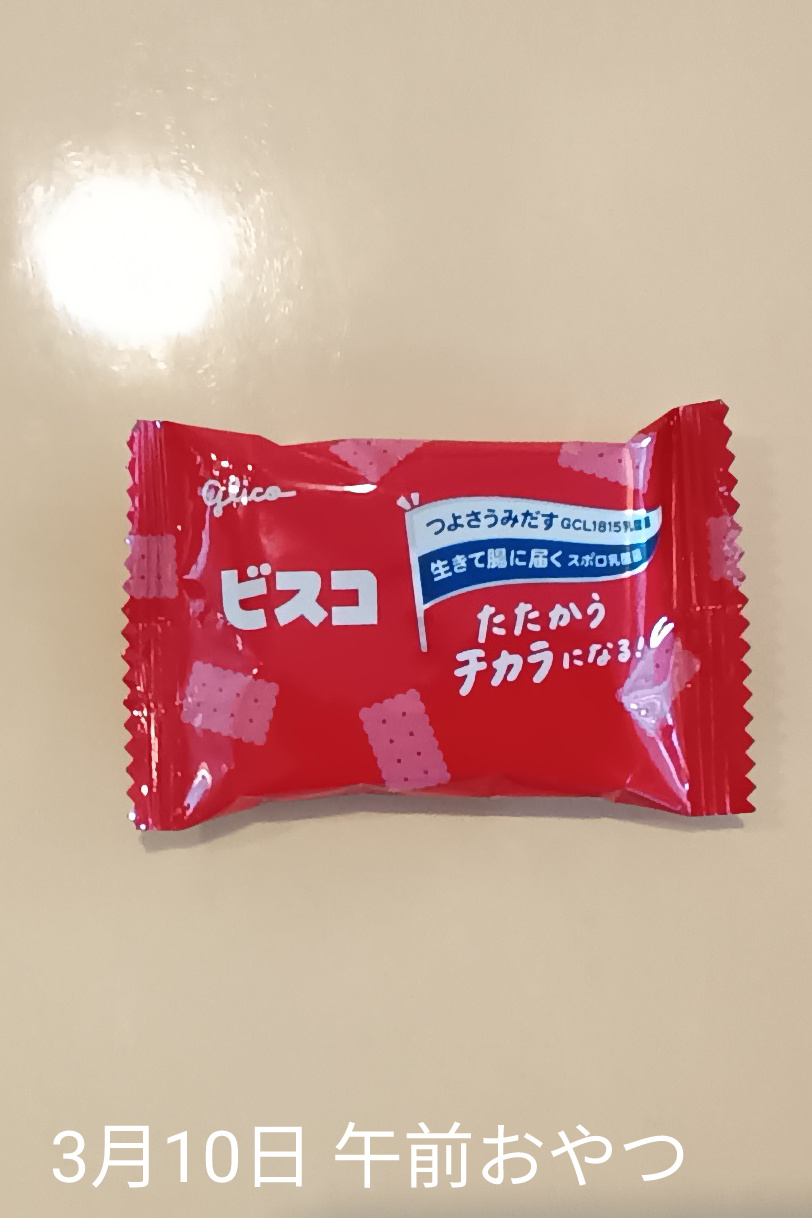 glico
ビスコ
つよさうみだす GCL1815乳酸菌
生きて腸に届く スポロ乳酸菌
たたかう
チカラになる!
3月10日 午前おやつ